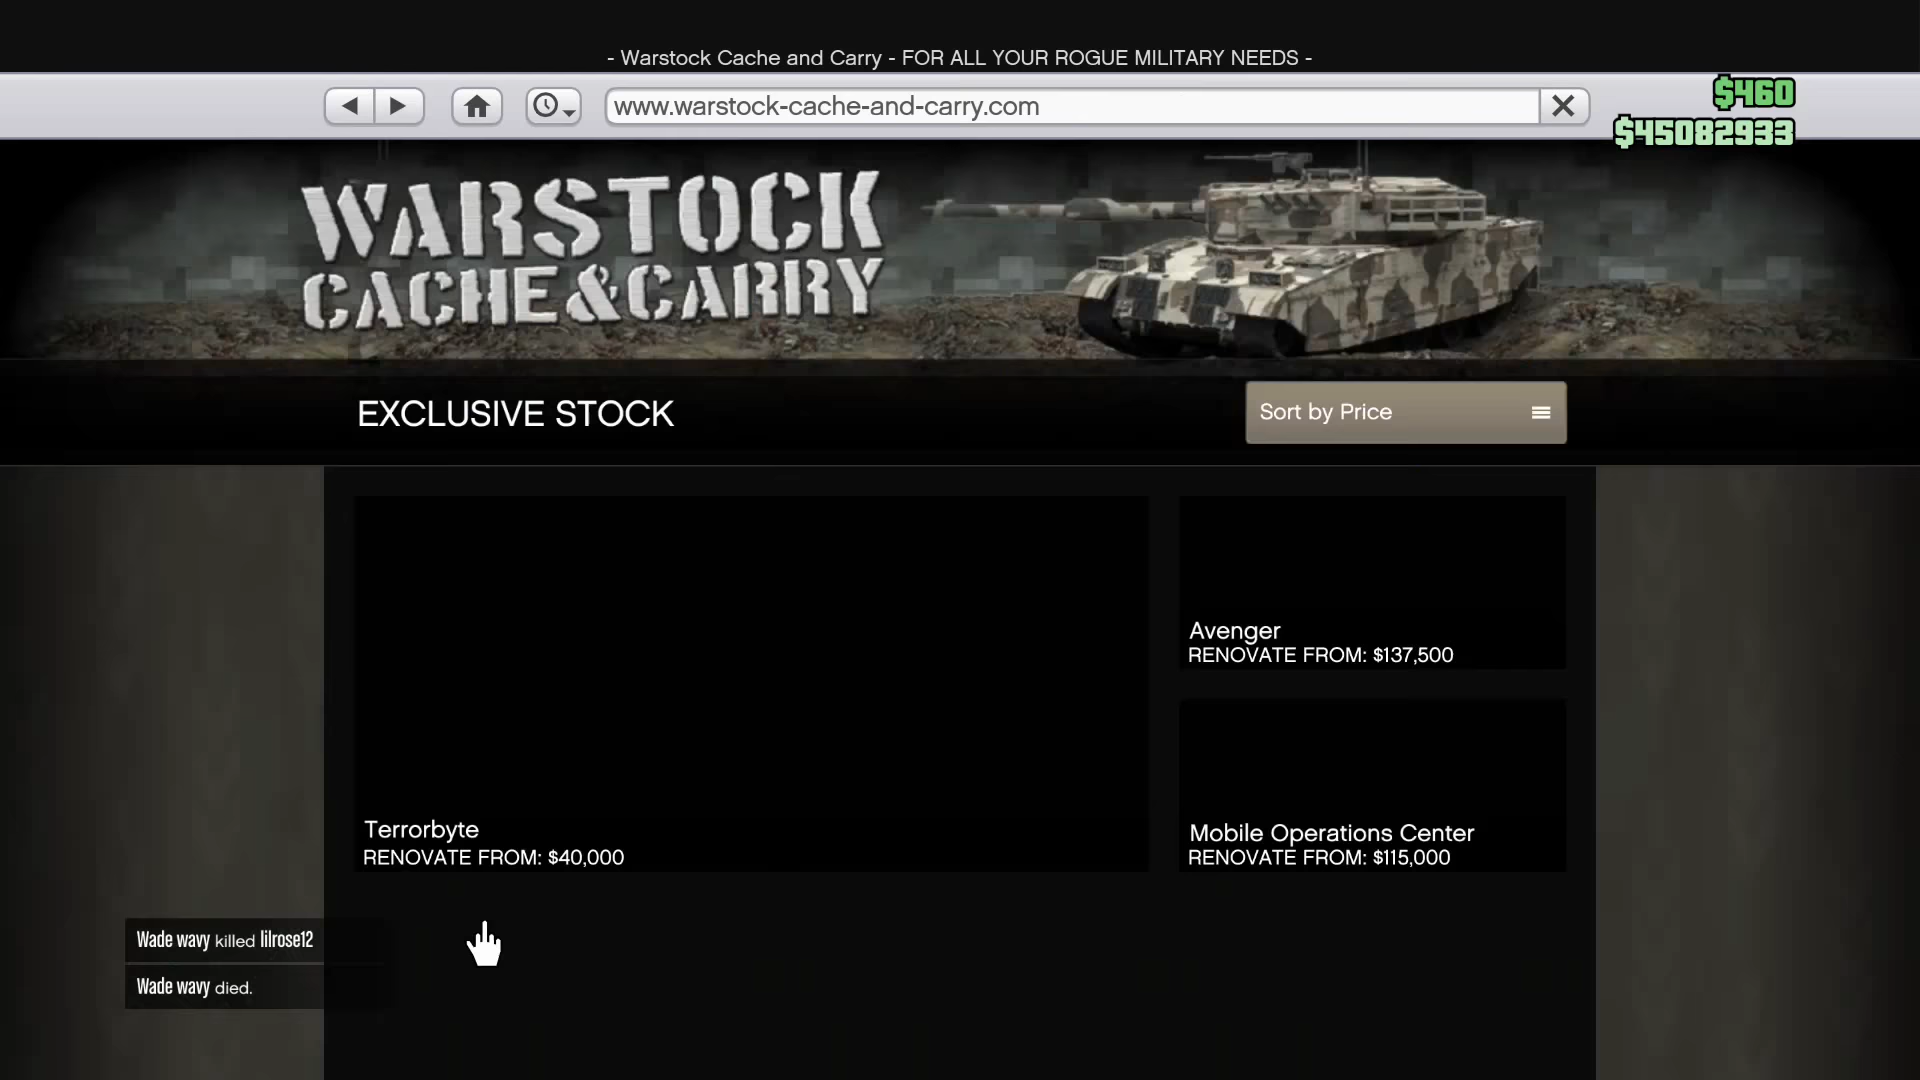 - Warstock Cache and Carry - FOR ALL YOUR ROGUE MILITARY NEEDS -
www.warstock-cache-and-carry.com
$460
$45082933
WARSTOCK
CACHE & CARRY
EXCLUSIVE STOCK
Sort by Price
Avenger
RENOVATE FROM: $137,500
Terrorbyte
RENOVATE FROM: $40,000
Mobile Operations Center
RENOVATE FROM: $115,000
Wade wavy killed lilrose12
Wade wavy died.